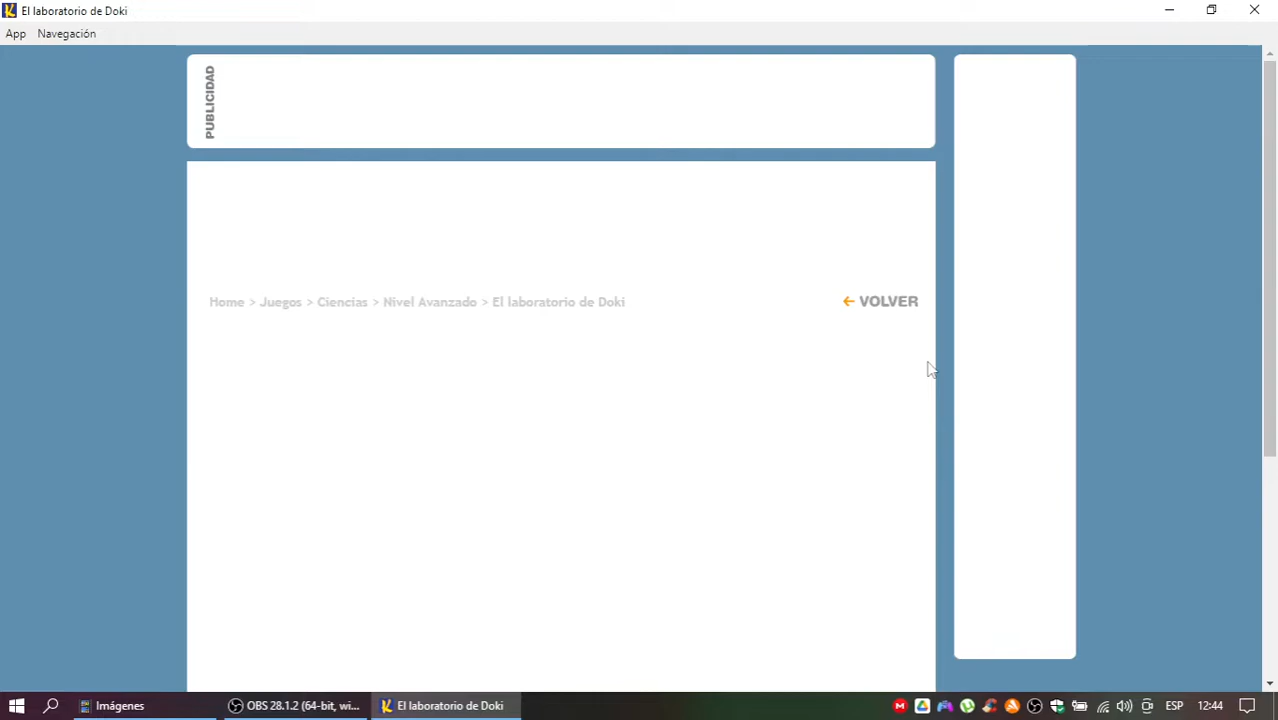 El laboratorio de Doki
App Navegación
PUBLICIDAD
Home > Juegos > Ciencias > Nivel Avanzado > El laboratorio de Doki
VOLVER
Imágenes
OBS 28.1.2 (64-bit, wi...
El laboratorio de Doki
ESP
12:44